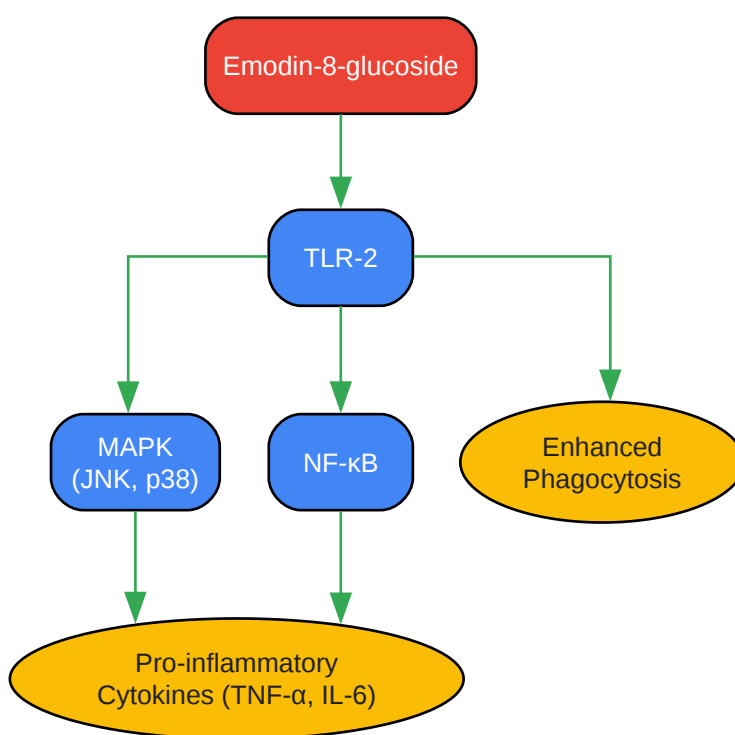 Emodin-8-glucoside
TLR-2
MAPK
(JNK, p38)
NF-κB
Enhanced
Phagocytosis
Pro-inflammatory
Cytokines (TNF-α, IL-6)